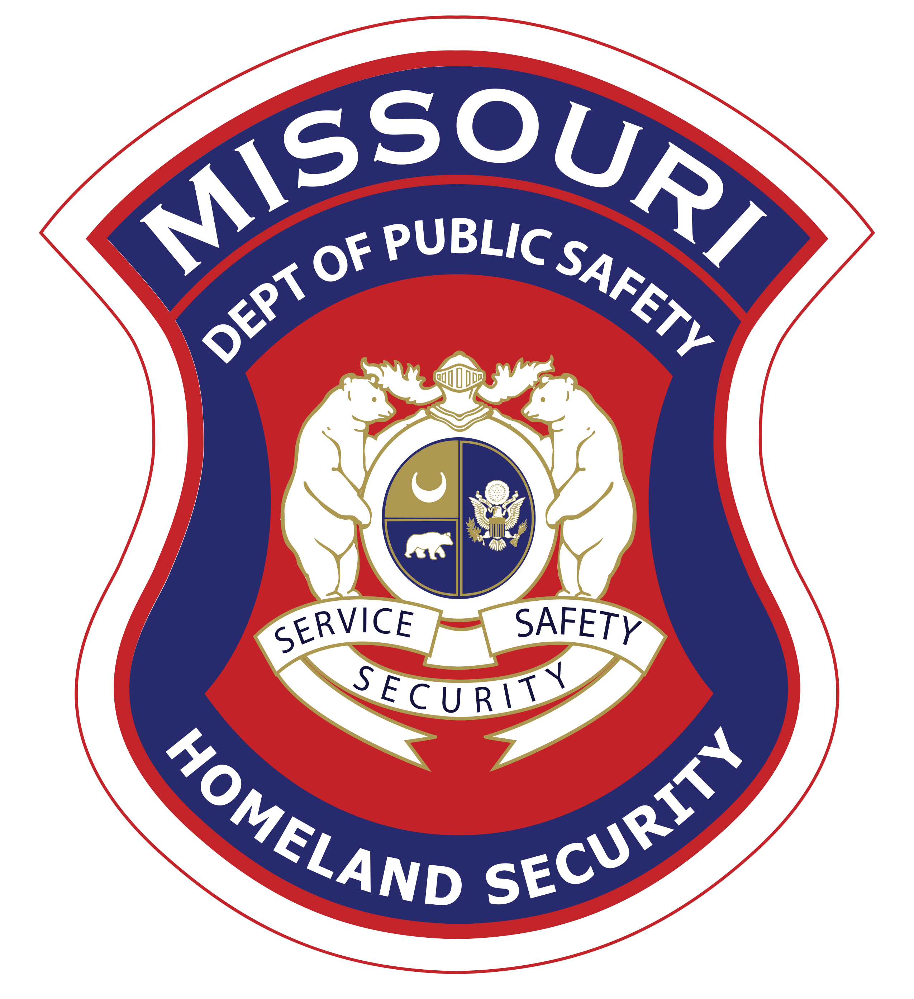 MISSOURI
DEPT OF PUBLIC SAFETY
SERVICE
SAFETY
SECURITY
HOMELAND SECURITY